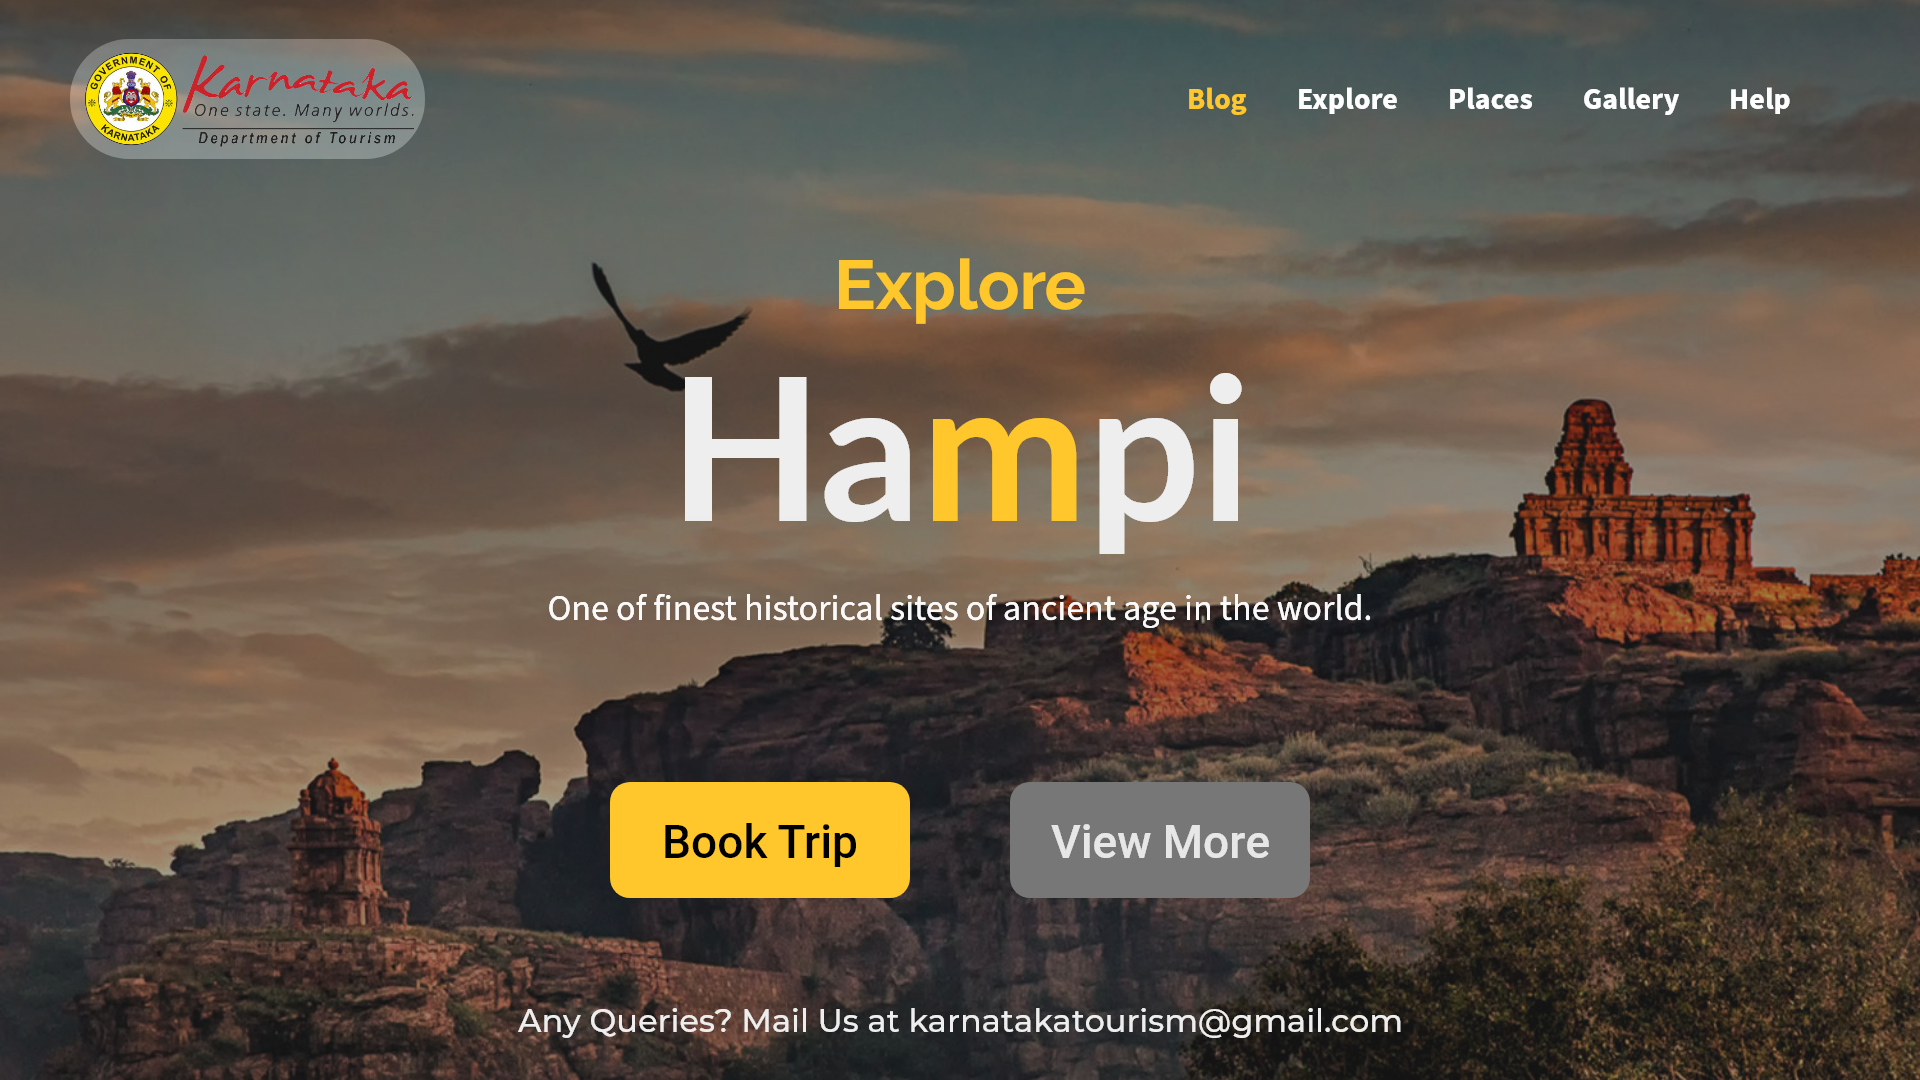 GOVERNMENT OF
KARNATAKA
Karnataka
One state. Many worlds.
Department of Tourism
Blog Explore Places Gallery Help
Explore
Hampi
One of finest historical sites of ancient age in the world.
Book Trip View More
Any Queries? Mail Us at karnatakatourism@gmail.com